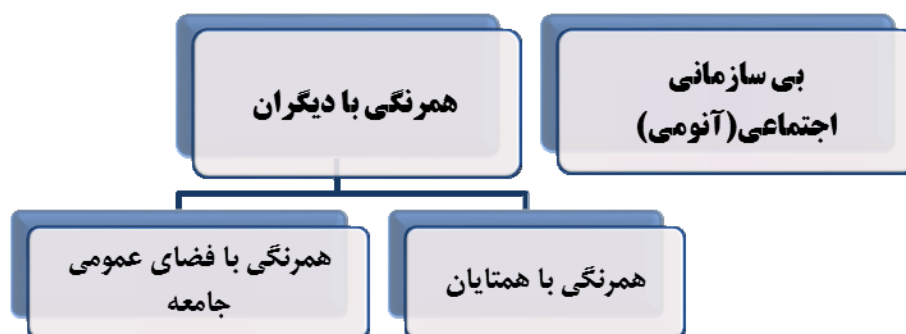 بی سازمانی
اجتماعی(آنومی)
همرنگی با دیگران
همرنگی با همتایان
همرنگی با فضای عمومی
جامعه